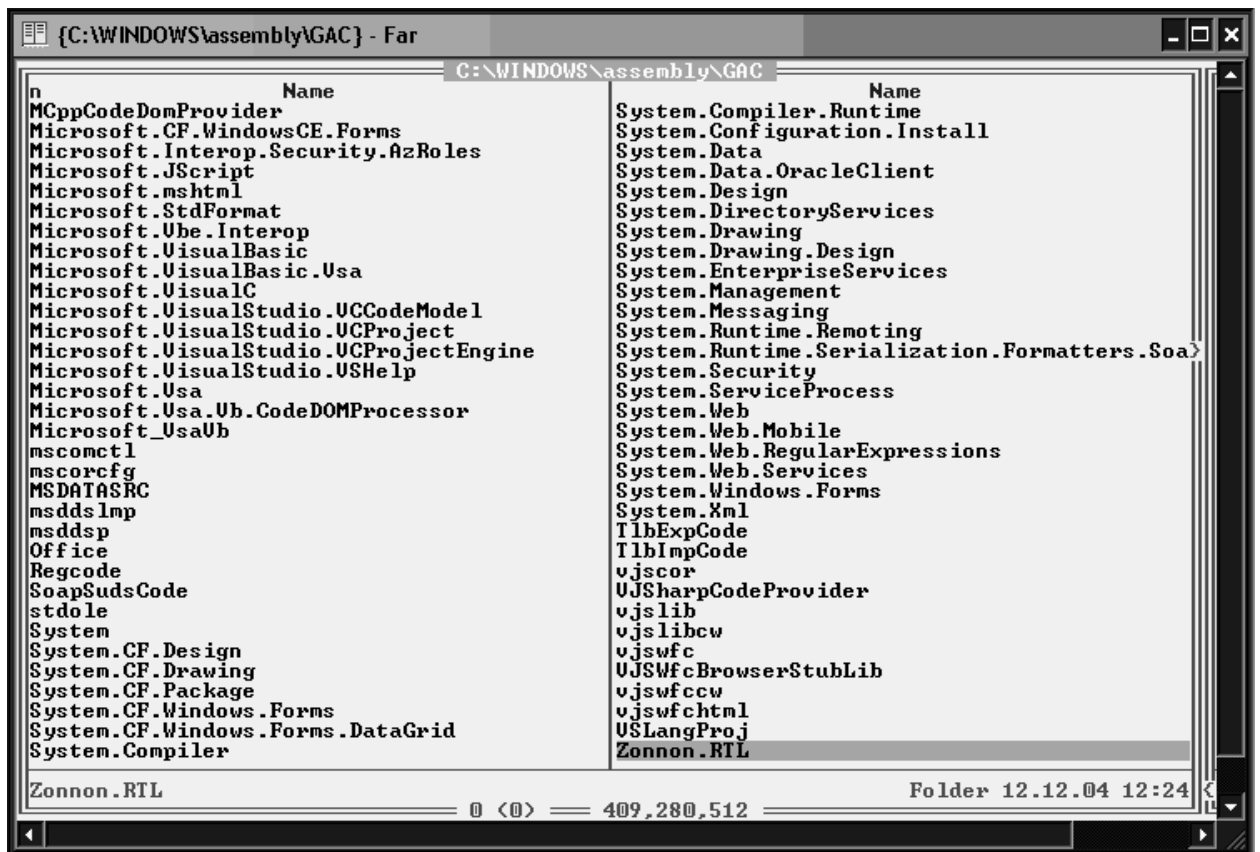 {C:\WINDOWS\assembly\GAC} - Far
C:\WINDOWS\assembly\GAC
n Name
MCppCodeDomProvider
Microsoft.CF.WindowsCE.Forms
Microsoft.Interop.Security.AzRoles
Microsoft.JScript
Microsoft.mshtml
Microsoft.StdFormat
Microsoft.Vbe.Interop
Microsoft.VisualBasic
Microsoft.VisualBasic.Vsa
Microsoft.VisualC
Microsoft.VisualStudio.VCCodeModel
Microsoft.VisualStudio.VCProject
Microsoft.VisualStudio.VCProjectEngine
Microsoft.VisualStudio.VSHelp
Microsoft.Vsa
Microsoft.Vsa.Vb.CodeDOMProcessor
Microsoft_VsaVb
mscomctl
mscorcfg
MSDATASRC
msddslmp
msddsp
Office
Regcode
SoapSudsCode
stdole
System
System.CF.Design
System.CF.Drawing
System.CF.Package
System.CF.Windows.Forms
System.CF.Windows.Forms.DataGrid
System.Compiler
Name
System.Compiler.Runtime
System.Configuration.Install
System.Data
System.Data.OracleClient
System.Design
System.DirectoryServices
System.Drawing
System.Drawing.Design
System.EnterpriseServices
System.Management
System.Messaging
System.Runtime.Remoting
System.Runtime.Serialization.Formatters.Soa}
System.Security
System.ServiceProcess
System.Web
System.Web.Mobile
System.Web.RegularExpressions
System.Web.Services
System.Windows.Forms
System.Xml
TlbExpCode
TlbImpCode
vjscor
VJSharpCodeProvider
vjslib
vjslibcw
vjswfc
VJSWfcBrowserStubLib
vjswfccw
vjswfchtml
VSLangProj
Zonnon.RTL
Zonnon.RTL Folder 12.12.04 12:24
0 (0) ══ 409,280,512